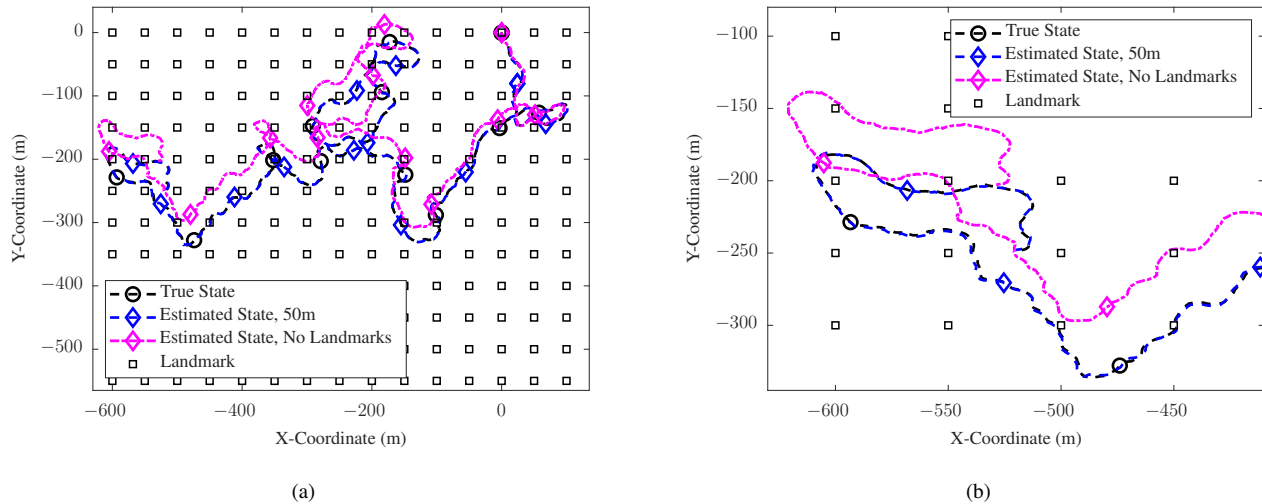 0
−100
−200
−300
−400
−500
Y-Coordinate (m)
−600
−400
−200
0
X-Coordinate (m)
True State
Estimated State, 50m
Estimated State, No Landmarks
Landmark
(a)
−100
−150
−200
−250
−300
Y-Coordinate (m)
−600
−550
−500
−450
X-Coordinate (m)
True State
Estimated State, 50m
Estimated State, No Landmarks
Landmark
(b)